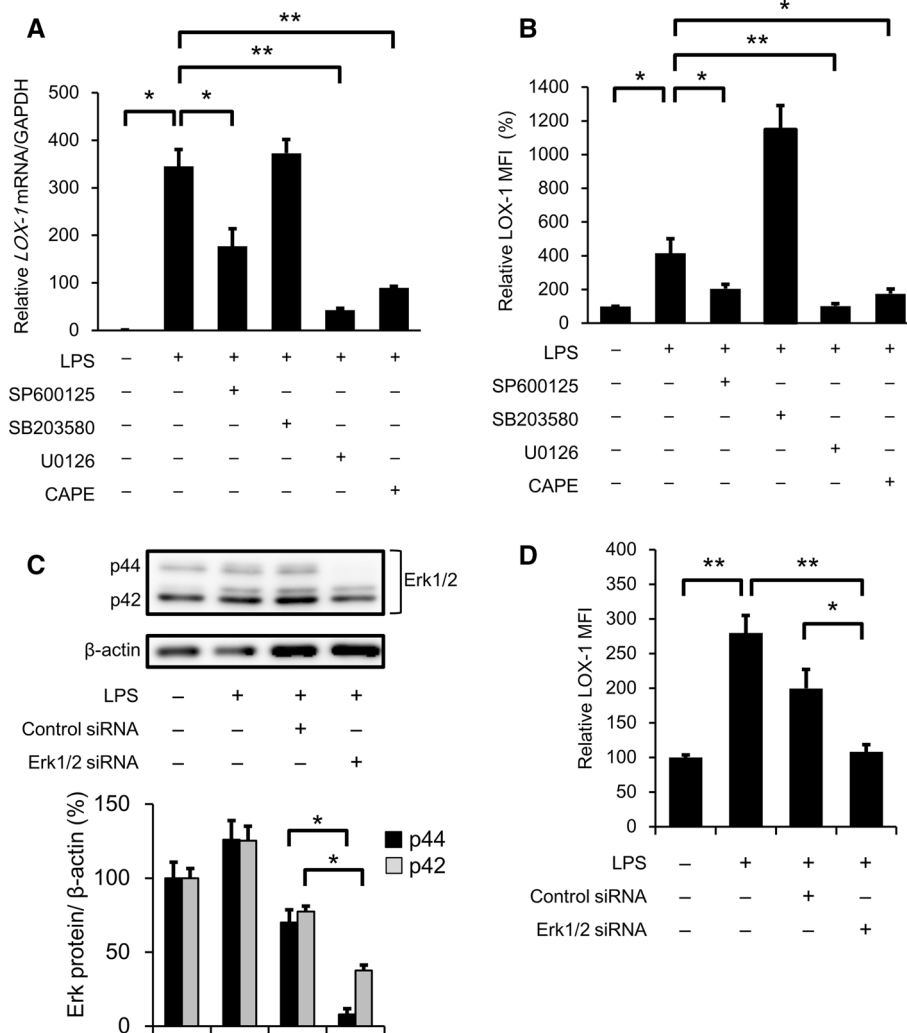 A
**
**
*
*
Relative LOX-1 mRNA/GAPDH
500
400
300
200
100
0
LPS – + + + + +
SP600125 – – + – – –
SB203580 – – – + – –
U0126 – – – – + –
CAPE – – – – – +
B
*
**
*
*
Relative LOX-1 MFI (%)
1400
1200
1000
800
600
400
200
0
LPS – + + + + +
SP600125 – – + – – –
SB203580 – – – + – –
U0126 – – – – + –
CAPE – – – – – +
C
p44
p42
Erk1/2
β-actin
LPS – + + +
Control siRNA – – + –
Erk1/2 siRNA – – – +
Erk protein/ β-actin (%)
150
100
50
0
*
*
p44
p42
D
Relative LOX-1 MFI
400
350
300
250
200
150
100
50
0
**
**
*
LPS – + + +
Control siRNA – – + –
Erk1/2 siRNA – – – +